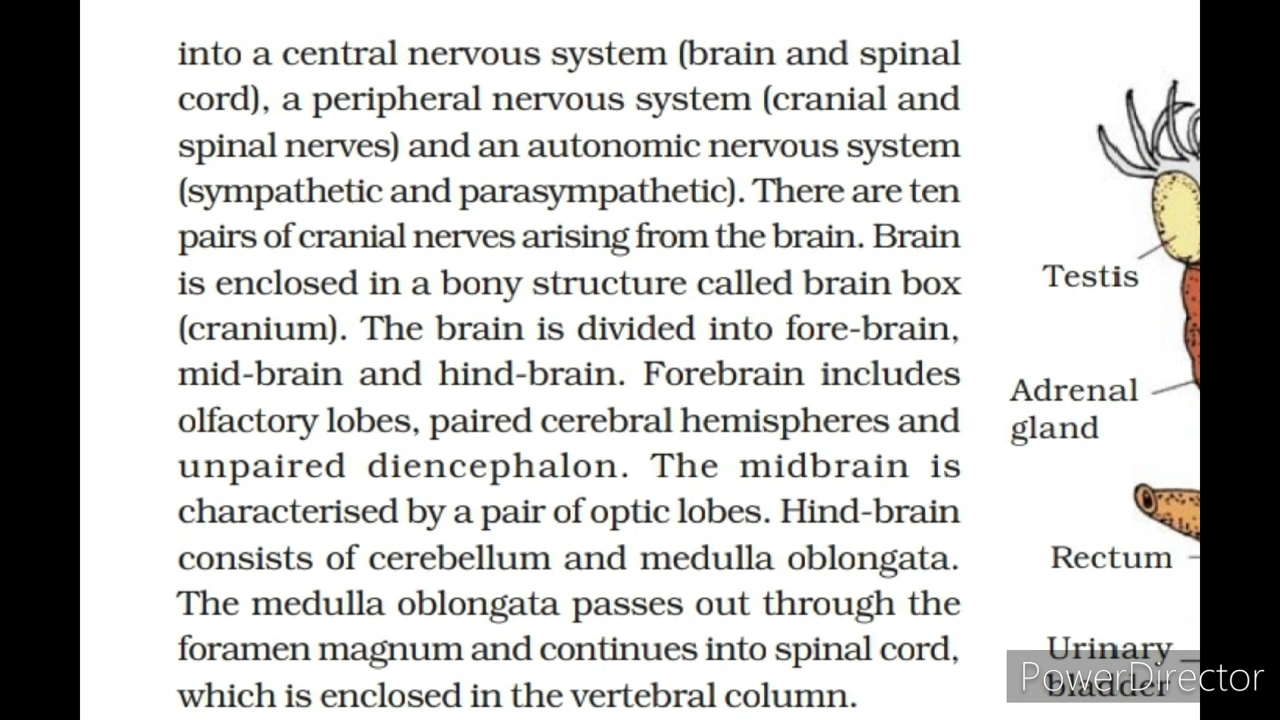 into a central nervous system (brain and spinal
cord), a peripheral nervous system (cranial and
spinal nerves) and an autonomic nervous system
(sympathetic and parasympathetic). There are ten
pairs of cranial nerves arising from the brain. Brain
is enclosed in a bony structure called brain box
(cranium). The brain is divided into fore-brain,
mid-brain and hind-brain. Forebrain includes
olfactory lobes, paired cerebral hemispheres and
unpaired diencephalon. The midbrain is
characterised by a pair of optic lobes. Hind-brain
consists of cerebellum and medulla oblongata.
The medulla oblongata passes out through the
foramen magnum and continues into spinal cord,
which is enclosed in the vertebral column.
Testis
Adrenal
gland
Rectum
Urinary
bladder
PowerDirector